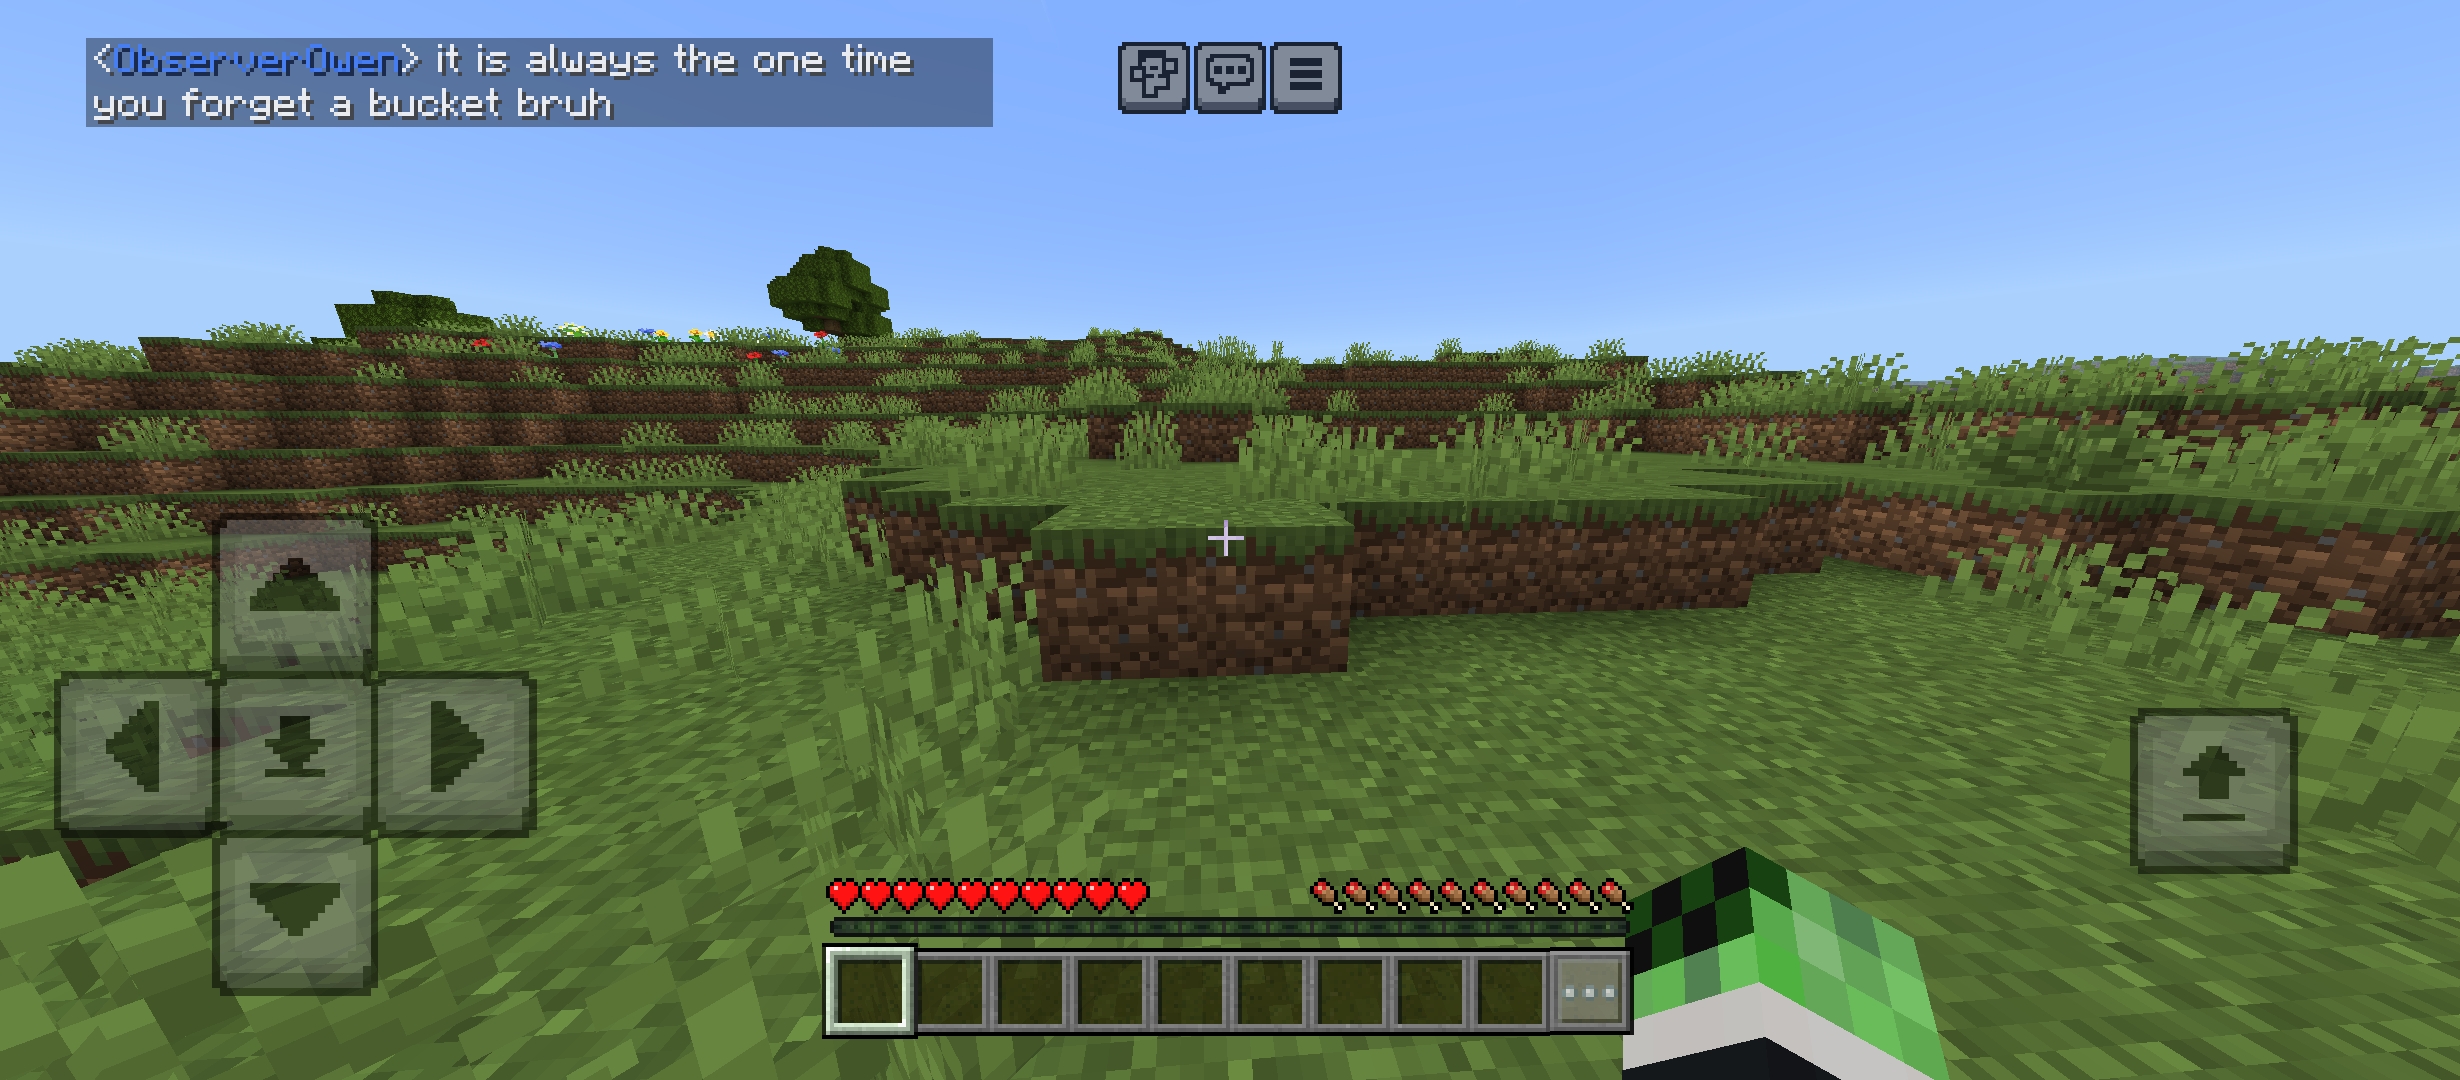 <ObserverOwen> it is always the one time
you forget a bucket bruh